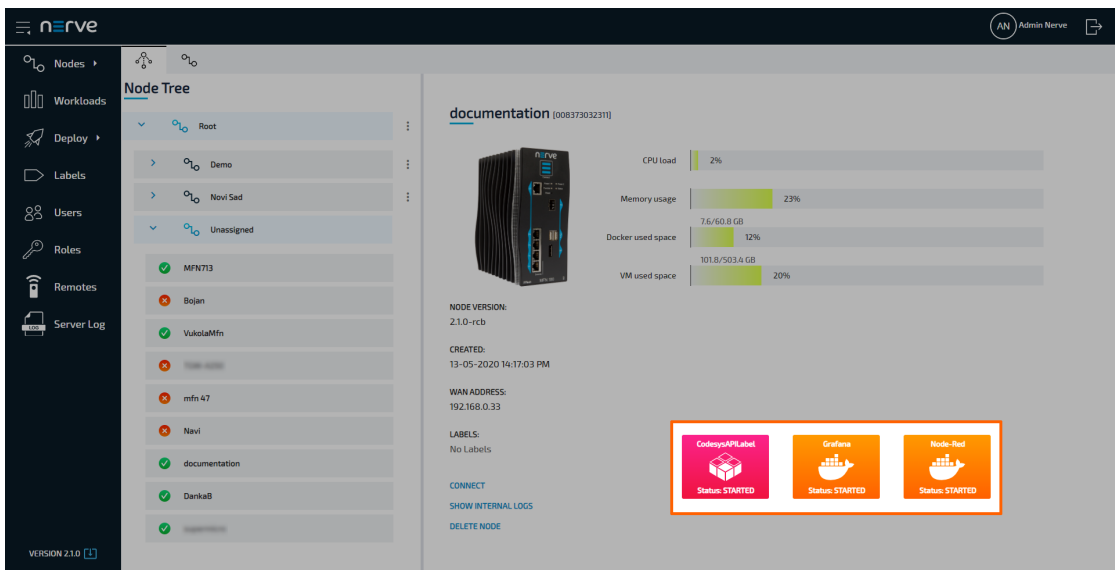 nerve
AN Admin Nerve
Nodes
Workloads
Deploy
Labels
Users
Roles
Remotes
LOG Server Log
VERSION 2.1.0
Node Tree
Root
Demo
Novi Sad
Unassigned
MFN713
Bojan
VukolaMfn
mfn 47
Navi
documentation
DankaB
documentation [008373032311]
nerve
CPU load 2%
Memory usage 23%
7.6/60.8 GB
Docker used space 12%
101.8/503.4 GB
VM used space 20%
NODE VERSION:
2.1.0-rcb
CREATED:
13-05-2020 14:17:03 PM
WAN ADDRESS:
192.168.0.33
LABELS:
No Labels
CONNECT
SHOW INTERNAL LOGS
DELETE NODE
CodesysAPILabel
Status: STARTED
Grafana
Status: STARTED
Node-Red
Status: STARTED